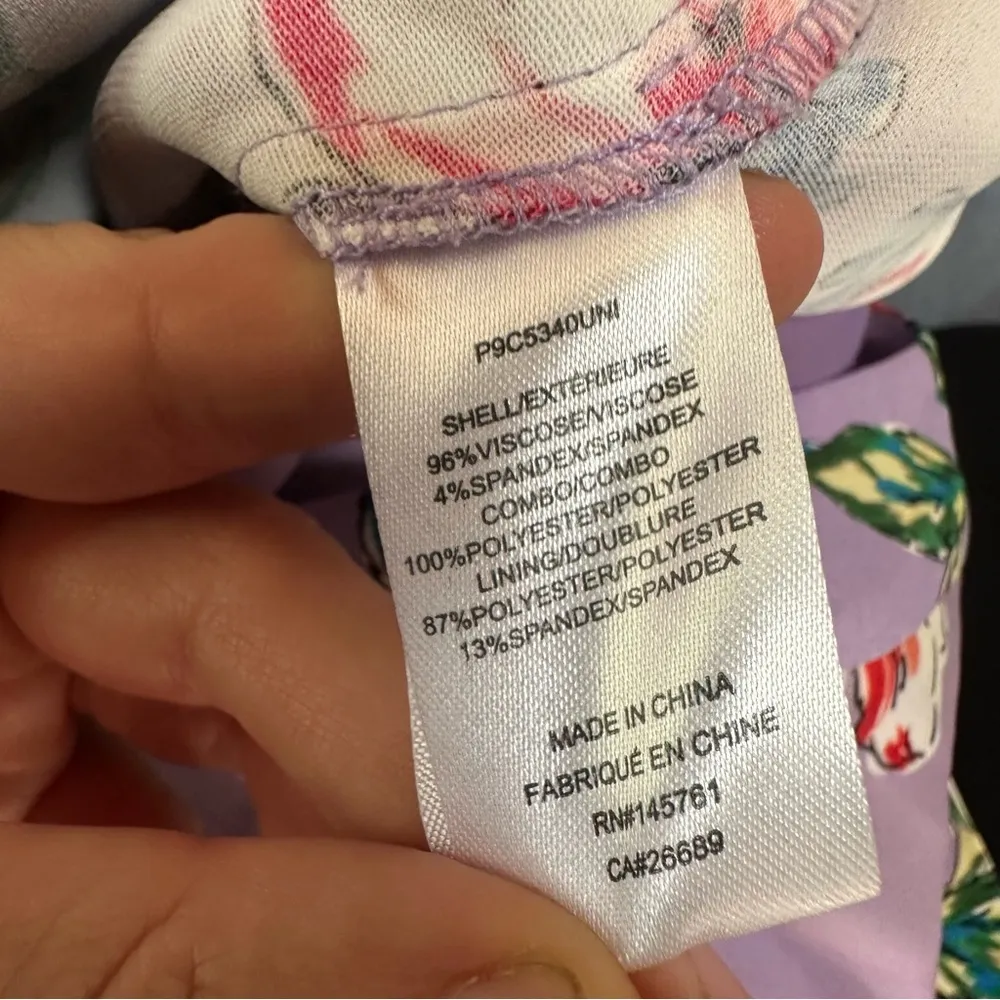 P9C5340UNI
SHELL/EXTÉRIEURE
96%VISCOSE/VISCOSE
4%SPANDEX/SPANDEX
COMBO/COMBO
100%POLYESTER/POLYESTER
LINING/DOUBLURE
87%POLYESTER/POLYESTER
13%SPANDEX/SPANDEX
MADE IN CHINA
FABRIQUÉ EN CHINE
RN#145761
CA#26689